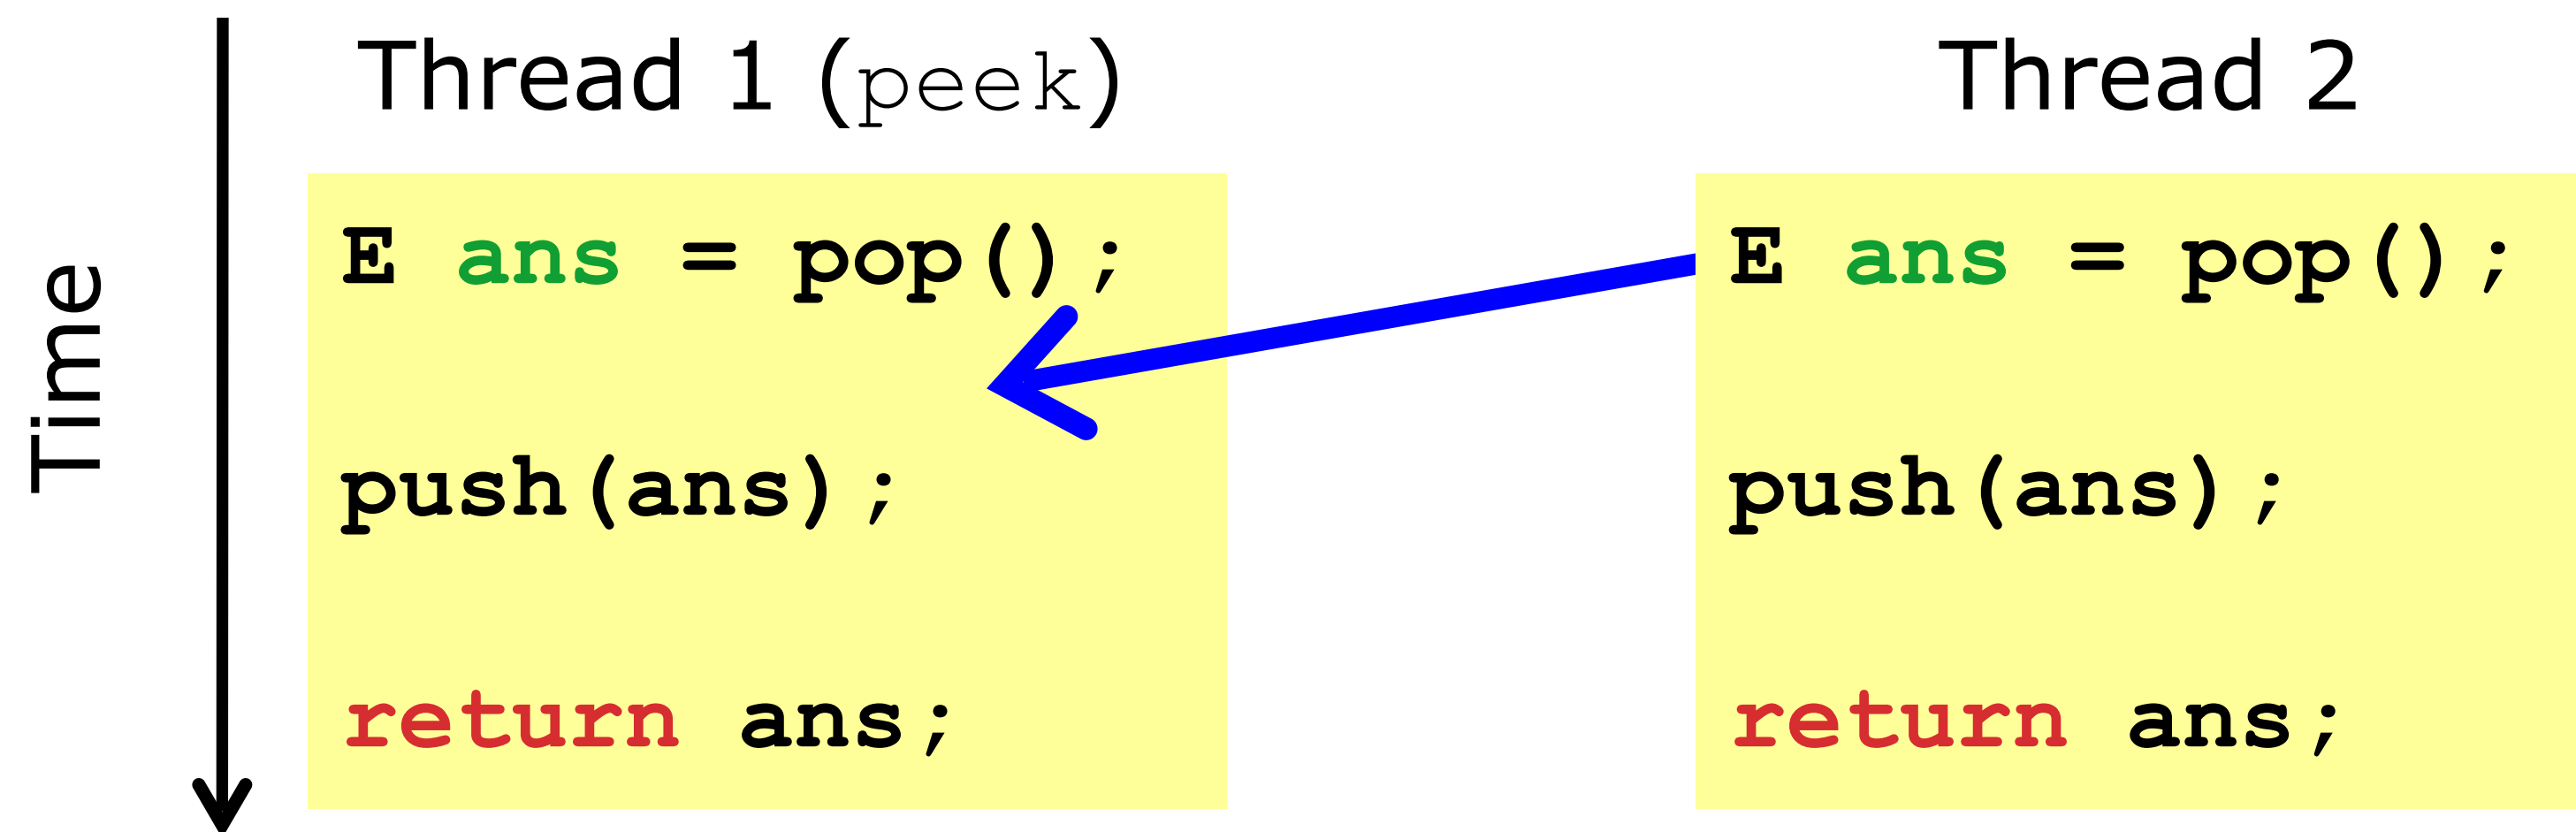 Time
Thread 1 (peek)
E ans = pop();
push(ans);
return ans;
Thread 2
E ans = pop();
push(ans);
return ans;